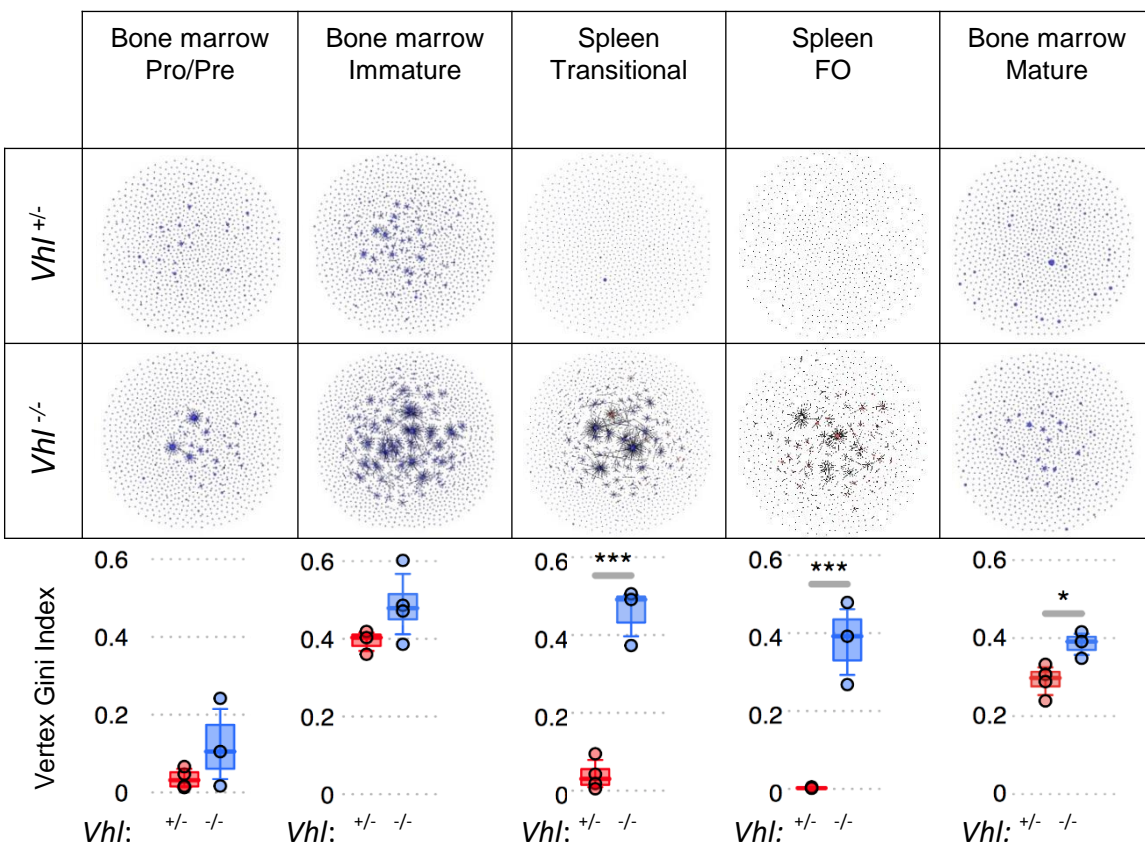 Bone marrow Pro/Pre
Bone marrow Immature
Spleen Transitional
Spleen FO
Bone marrow Mature
Vhl +/-
Vhl -/-
Vertex Gini Index
0.6
0.4
0.2
0
0.6
0.4
0.2
0
***
0.6
0.4
0.2
0
***
0.6
0.4
0.2
0
*
0.6
0.4
0.2
0
Vhl: +/- -/-
Vhl: +/- -/-
Vhl: +/- -/-
Vhl: +/- -/-
Vhl: +/- -/-